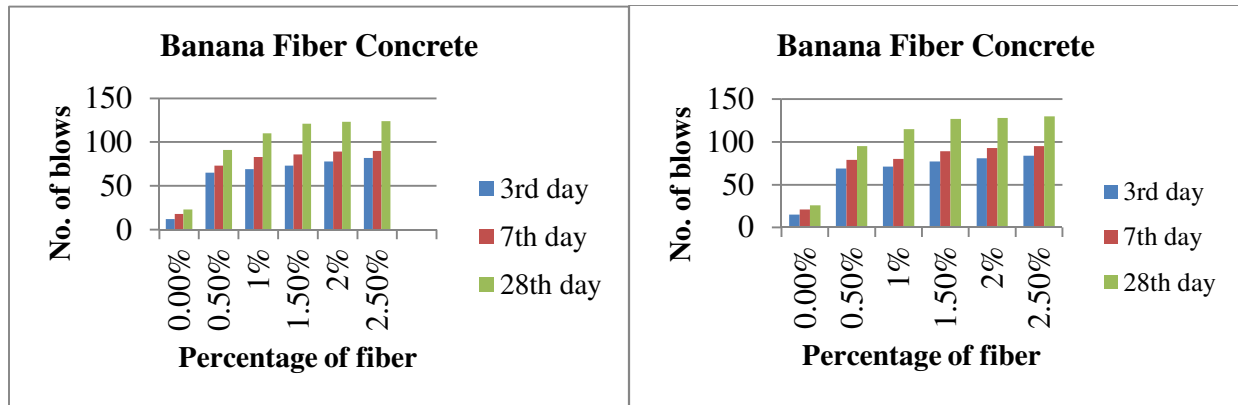 Banana Fiber Concrete
No. of blows
150
100
50
0
0.00%
0.50%
1%
1.50%
2%
2.50%
Percentage of fiber
3rd day
7th day
28th day
Banana Fiber Concrete
No. of blows
150
100
50
0
0.00%
0.50%
1%
1.50%
2%
2.50%
Percentage of fiber
3rd day
7th day
28th day